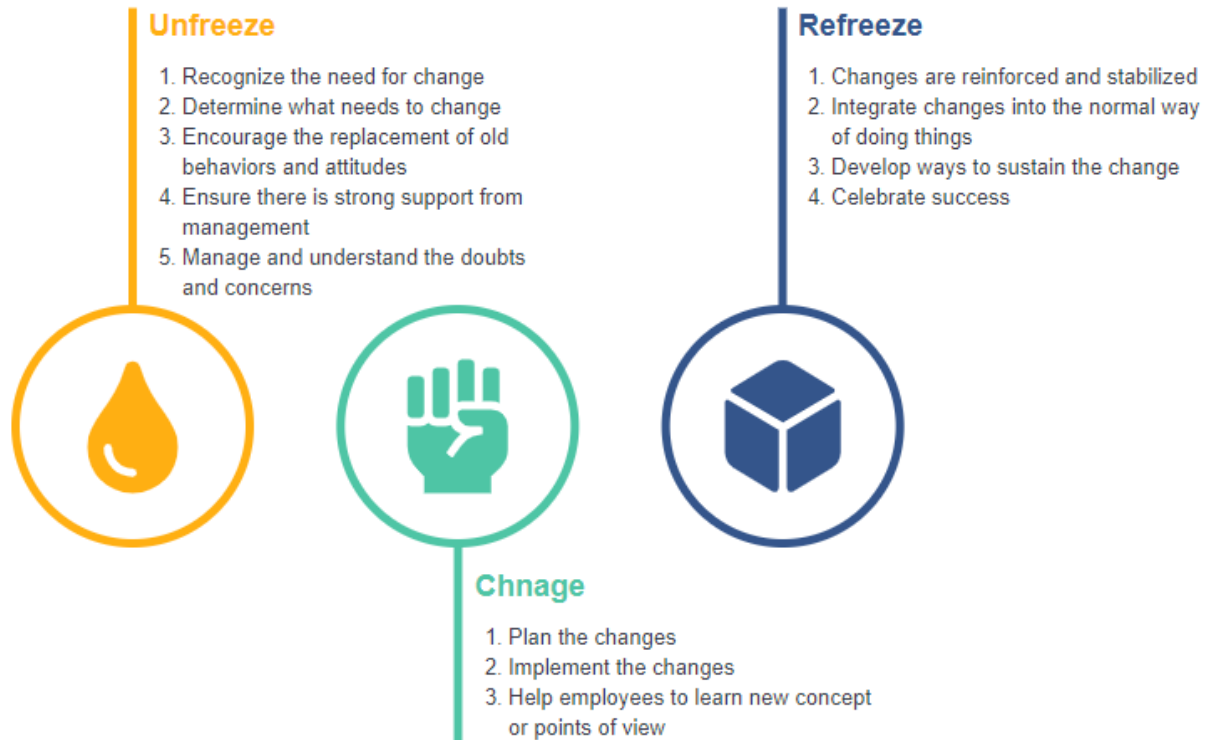 Unfreeze
1. Recognize the need for change
2. Determine what needs to change
3. Encourage the replacement of old
behaviors and attitudes
4. Ensure there is strong support from
management
5. Manage and understand the doubts
and concerns
Chnage
1. Plan the changes
2. Implement the changes
3. Help employees to learn new concept
or points of view
Refreeze
1. Changes are reinforced and stabilized
2. Integrate changes into the normal way
of doing things
3. Develop ways to sustain the change
4. Celebrate success